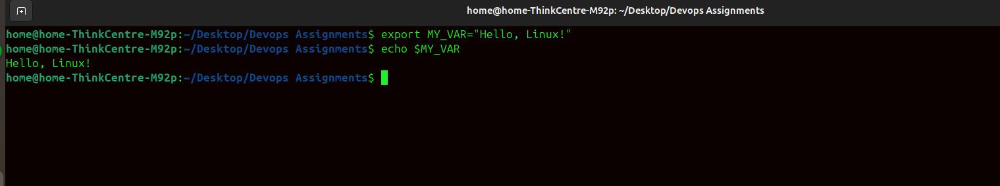 home@home-ThinkCentre-M92p: ~/Desktop/Devops Assignments
home@home-ThinkCentre-M92p:~/Desktop/Devops Assignments$ export MY_VAR="Hello, Linux!"
home@home-ThinkCentre-M92p:~/Desktop/Devops Assignments$ echo $MY_VAR
Hello, Linux!
home@home-ThinkCentre-M92p:~/Desktop/Devops Assignments$